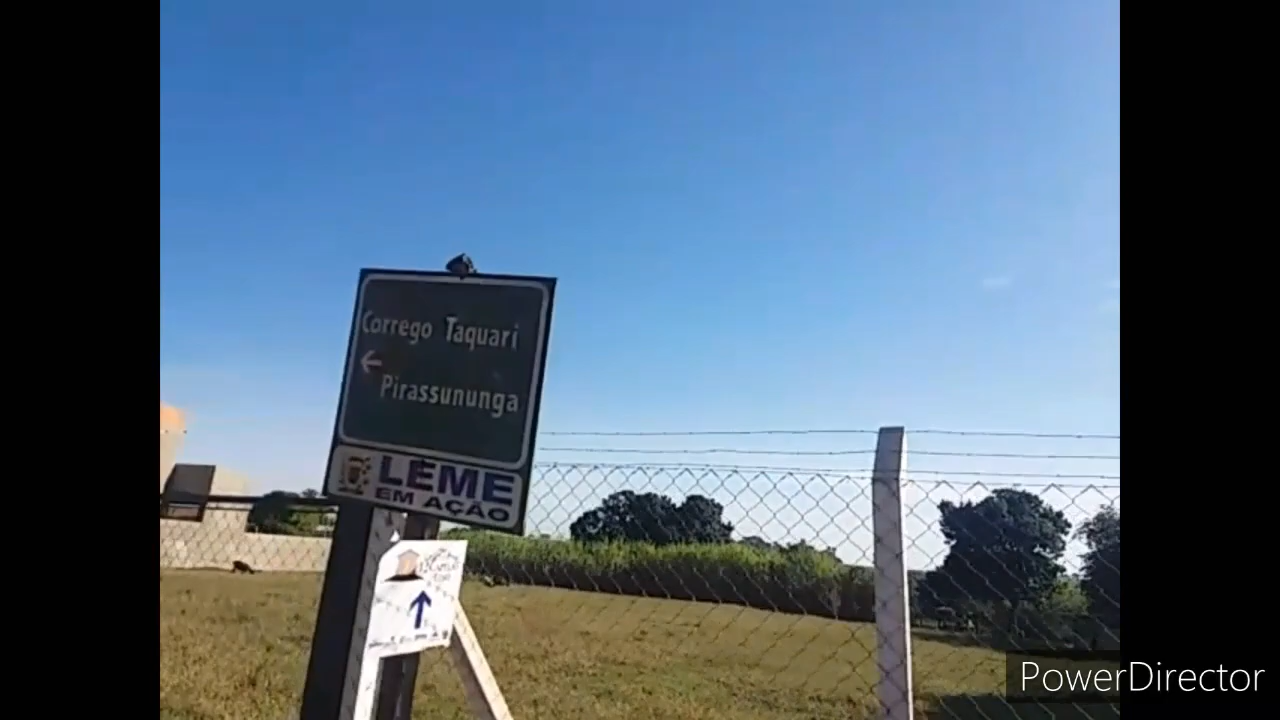 Corrego Taquari
←
Pirassununga
LEME
EM AÇÃO
PowerDirector